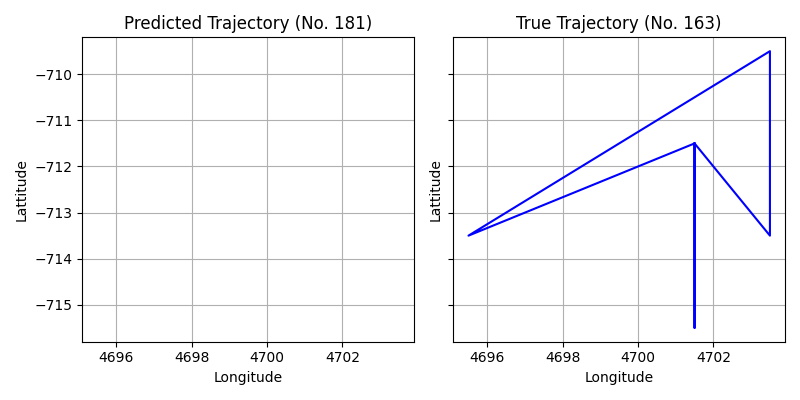 Predicted Trajectory (No. 181)
Lattitude
−710
−711
−712
−713
−714
−715
4696 4698 4700 4702
Longitude
True Trajectory (No. 163)
Lattitude
4696 4698 4700 4702
Longitude